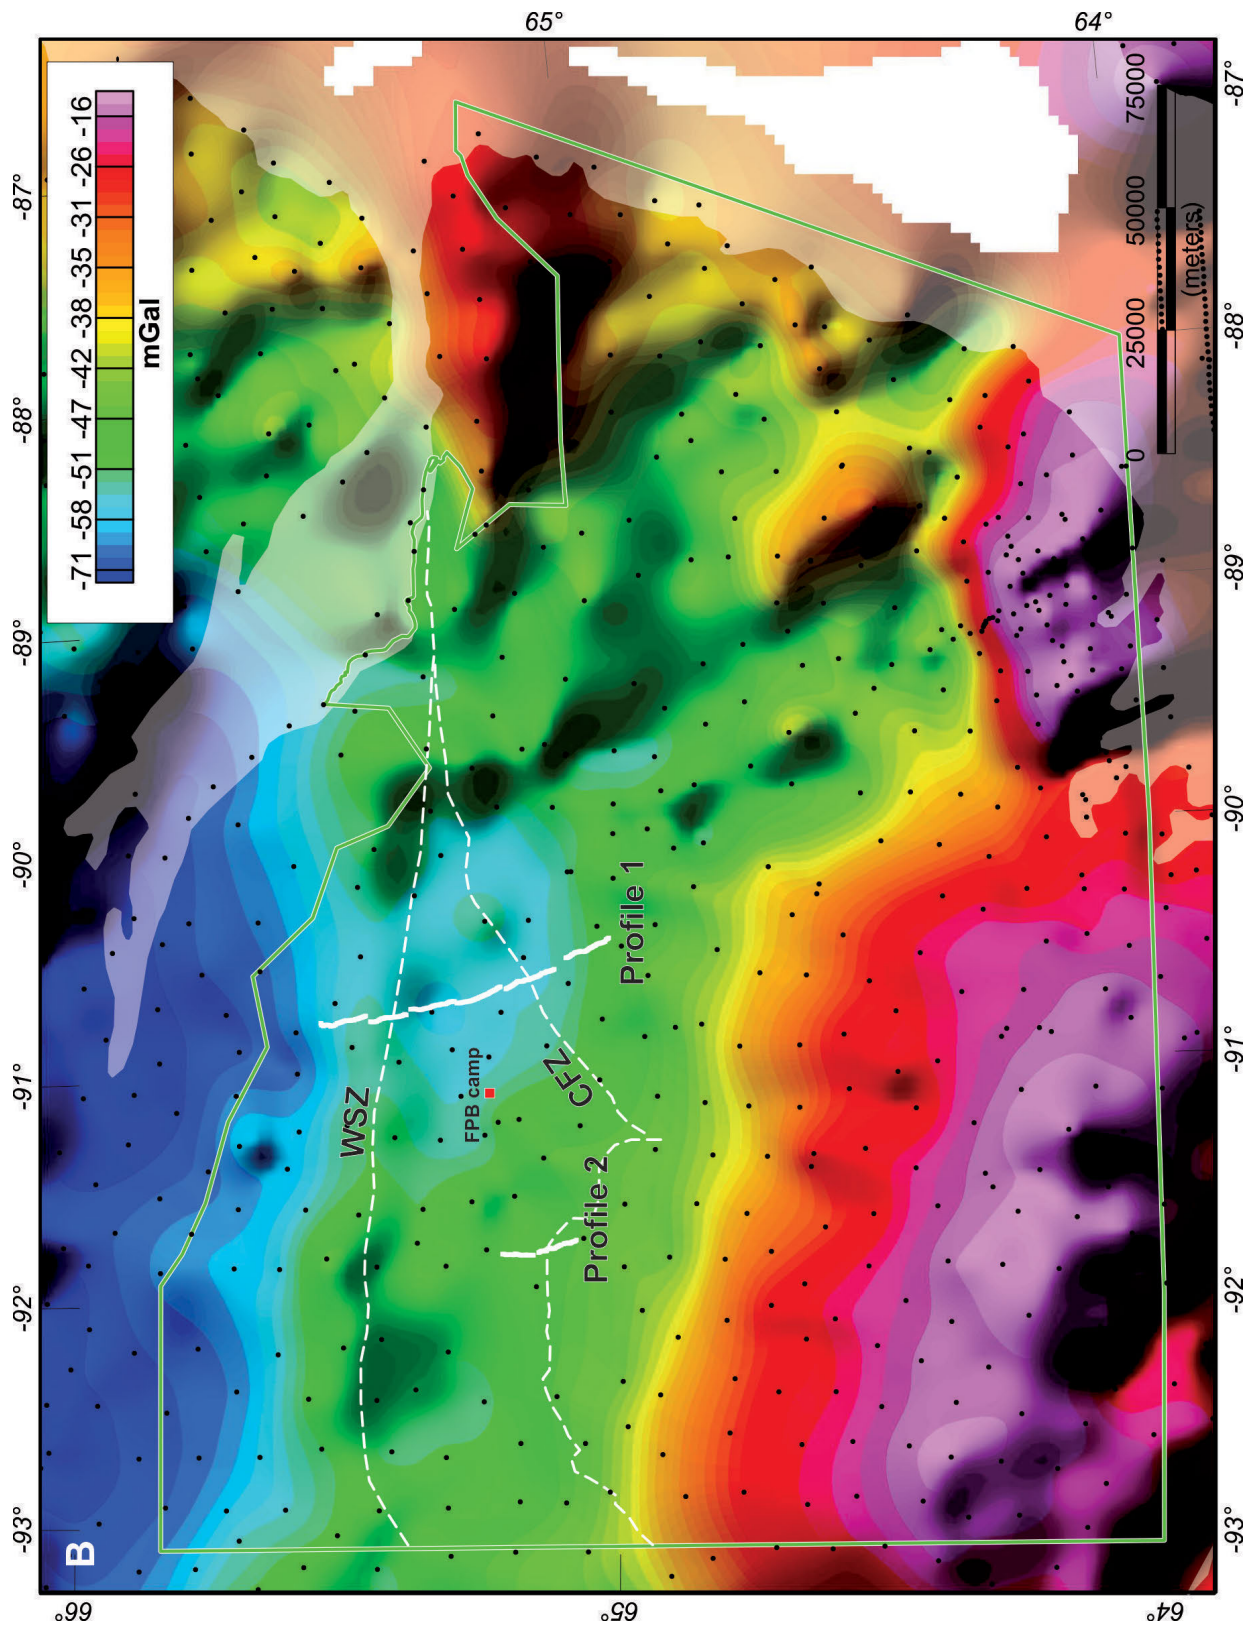 B
-71 -58 -51 -47 -42 -38 -35 -31 -26 -16
mGal
-93° -92° -91° -90° -89° -88° -87°
66°
65°
64°
65°
64°
WSZ
CFZ
FPB camp
Profile 1
Profile 2
0 25000 50000 75000
(meters)
-93° -92° -91° -90° -89° -88° -87°